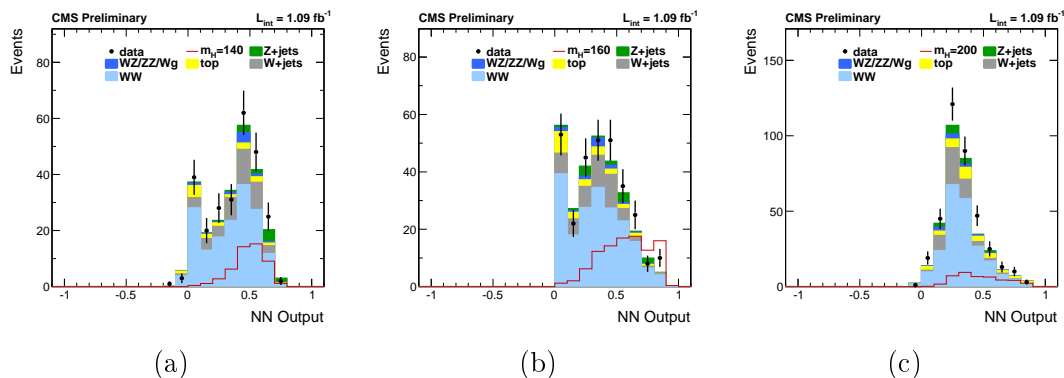 CMS Preliminary L_int = 1.09 fb⁻¹
Events
data m_H=140 Z+jets
WZ/ZZ/Wg top W+jets
WW
80
60
40
20
0
-1 -0.5 0 0.5 1
NN Output
(a)
CMS Preliminary L_int = 1.09 fb⁻¹
Events
data m_H=160 Z+jets
WZ/ZZ/Wg top W+jets
WW
80
60
40
20
0
-1 -0.5 0 0.5 1
NN Output
(b)
CMS Preliminary L_int = 1.09 fb⁻¹
Events
data m_H=200 Z+jets
WZ/ZZ/Wg top W+jets
WW
150
100
50
0
-1 -0.5 0 0.5 1
NN Output
(c)